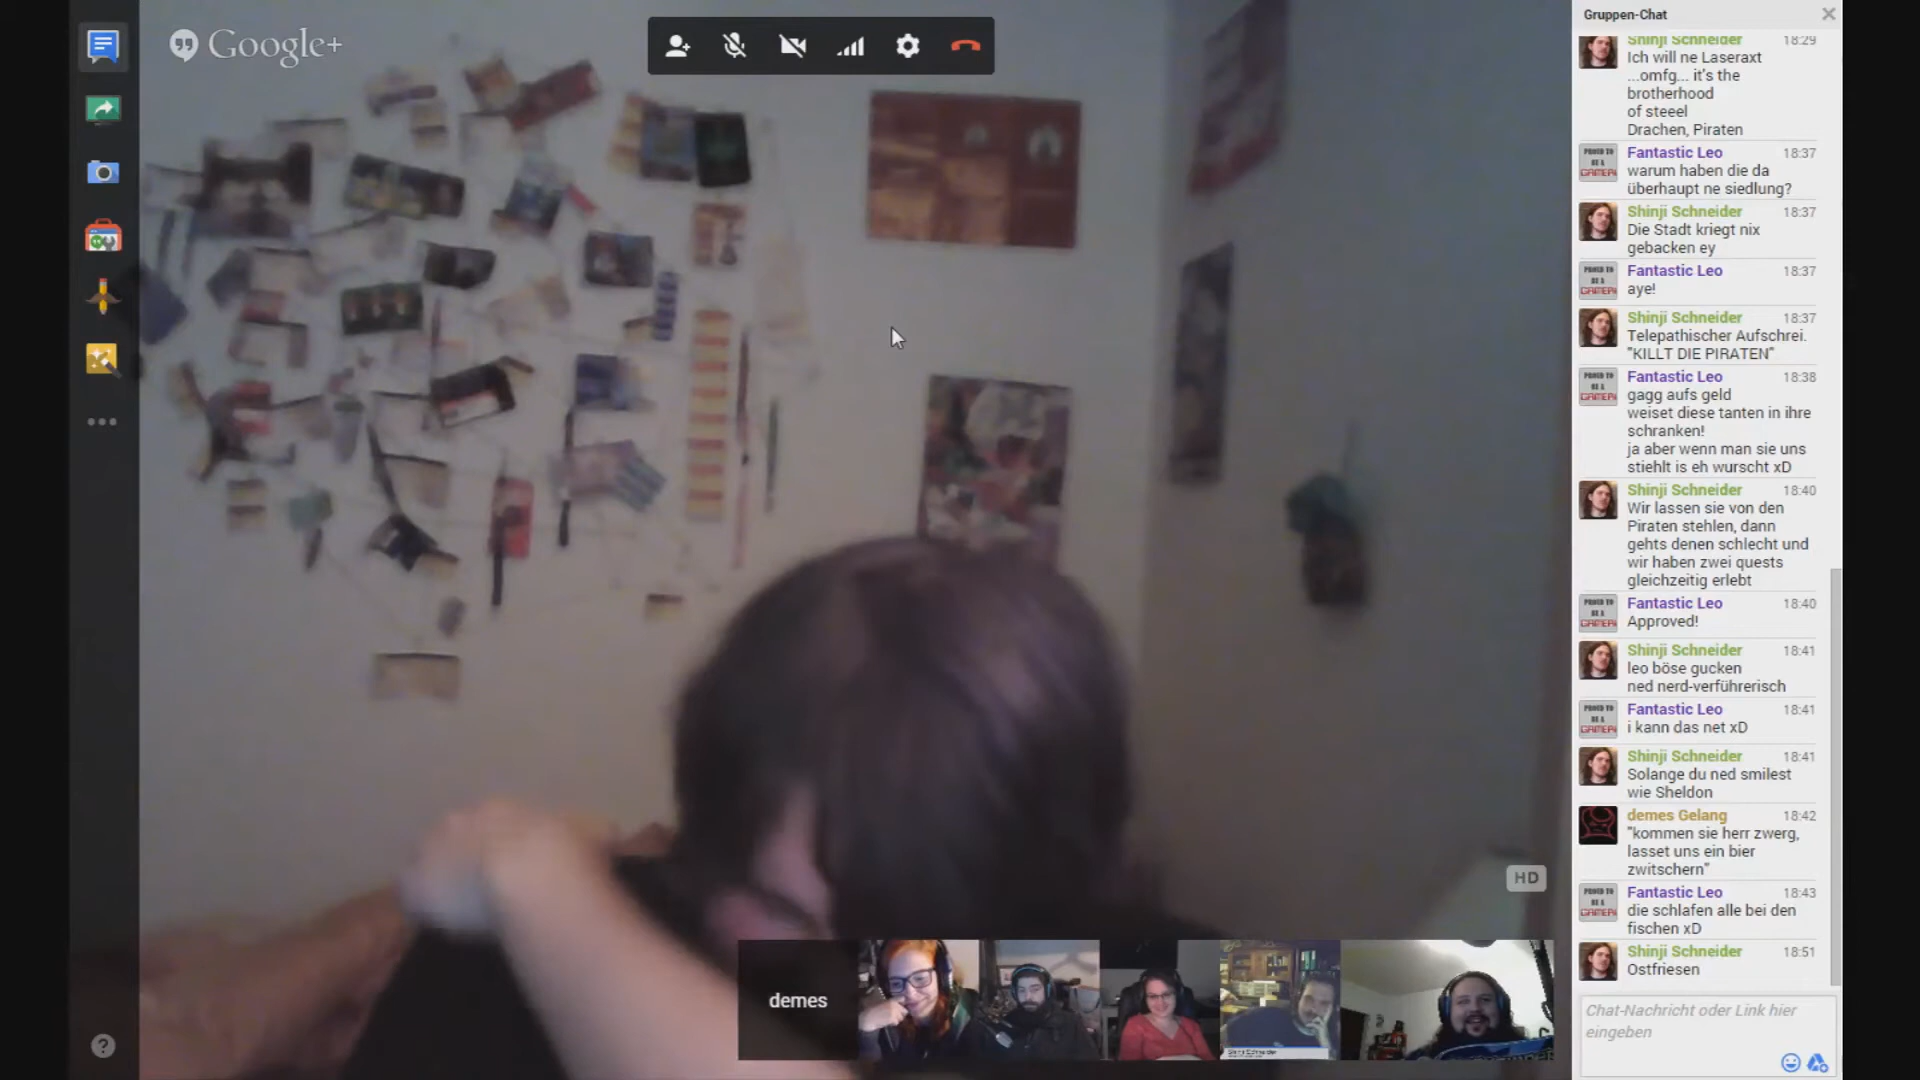 Google+
Gruppen-Chat
Shinji Schneider 18:29
Ich will ne Laseraxt
...omfg... it's the
brotherhood
of steeel
Drachen, Piraten
Fantastic Leo 18:37
warum haben die da
überhaupt ne siedlung?
Shinji Schneider 18:37
Die Stadt kriegt nix
gebacken ey
Fantastic Leo 18:37
aye!
Shinji Schneider 18:37
Telepathischer Aufschrei.
"KILLT DIE PIRATEN"
Fantastic Leo 18:38
gagg aufs geld
weiset diese tanten in ihre
schranken!
ja aber wenn man sie uns
stiehlt is eh wurscht xD
Shinji Schneider 18:40
Wir lassen sie von den
Piraten stehlen, dann
gehts denen schlecht und
wir haben zwei quests
gleichzeitig erlebt
Fantastic Leo 18:40
Approved!
Shinji Schneider 18:41
leo böse gucken
ned nerd-verführerisch
Fantastic Leo 18:41
i kann das net xD
Shinji Schneider 18:41
Solange du ned smilest
wie Sheldon
demes Gelang 18:42
"kommen sie herr zwerg,
lasset uns ein bier
zwitschern"
Fantastic Leo 18:43
die schlafen alle bei den
fischen xD
Shinji Schneider 18:51
Ostfriesen
Chat-Nachricht oder Link hier
eingeben
HD
demes
Shinji Schneider